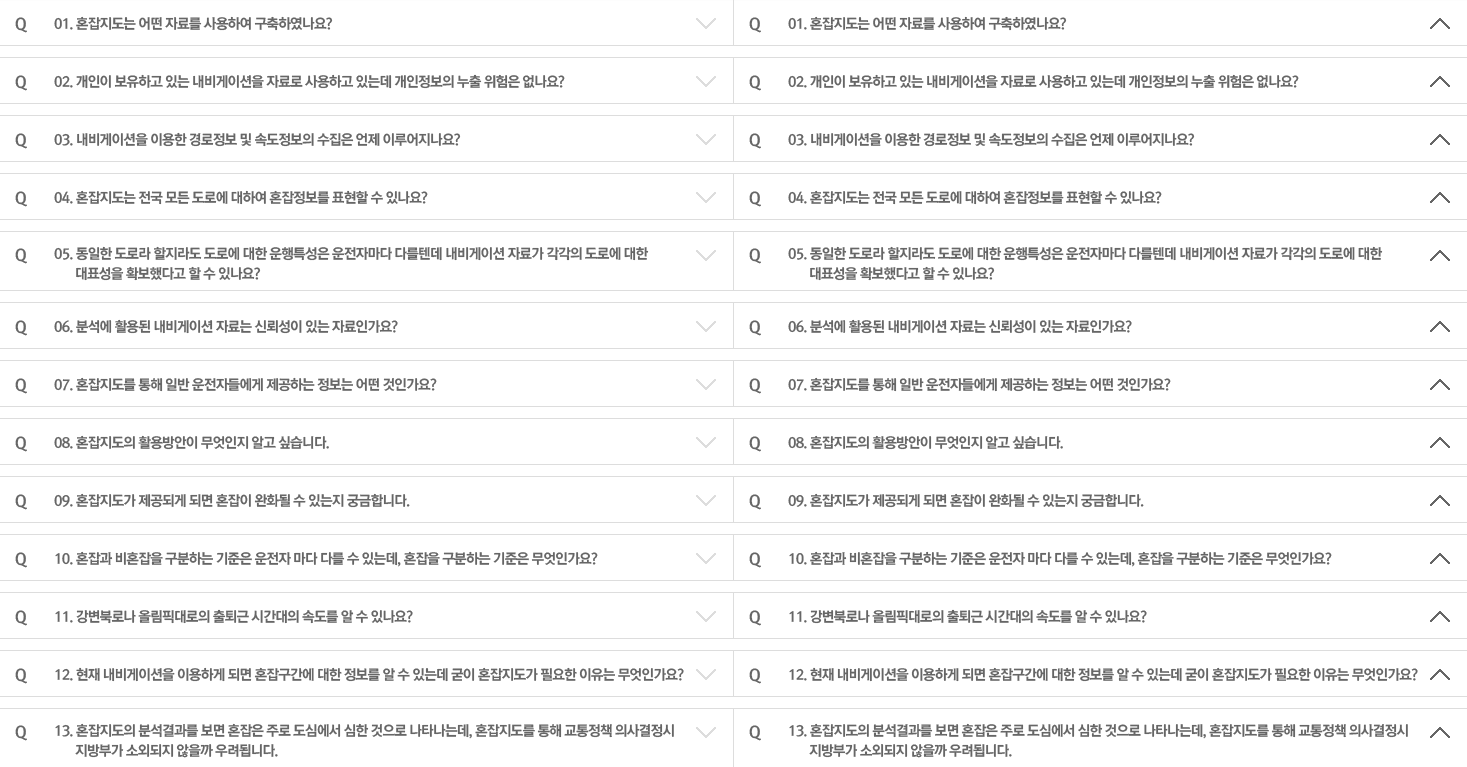 Q 01. 혼잡지도는 어떤 자료를 사용하여 구축하였나요?
Q 02. 개인이 보유하고 있는 내비게이션을 자료로 사용하고 있는데 개인정보의 누출 위험은 없나요?
Q 03. 내비게이션을 이용한 경로정보 및 속도정보의 수집은 언제 이루어지나요?
Q 04. 혼잡지도는 전국 모든 도로에 대하여 혼잡정보를 표현할 수 있나요?
Q 05. 동일한 도로라 할지라도 도로에 대한 운행특성은 운전자마다 다를텐데 내비게이션 자료가 각각의 도로에 대한
대표성을 확보했다고 할 수 있나요?
Q 06. 분석에 활용된 내비게이션 자료는 신뢰성이 있는 자료인가요?
Q 07. 혼잡지도를 통해 일반 운전자들에게 제공하는 정보는 어떤 것인가요?
Q 08. 혼잡지도의 활용방안이 무엇인지 알고 싶습니다.
Q 09. 혼잡지도가 제공되게 되면 혼잡이 완화될 수 있는지 궁금합니다.
Q 10. 혼잡과 비혼잡을 구분하는 기준은 운전자 마다 다를 수 있는데, 혼잡을 구분하는 기준은 무엇인가요?
Q 11. 강변북로나 올림픽대로의 출퇴근 시간대의 속도를 알 수 있나요?
Q 12. 현재 내비게이션을 이용하게 되면 혼잡구간에 대한 정보를 알 수 있는데 굳이 혼잡지도가 필요한 이유는 무엇인가요?
Q 13. 혼잡지도의 분석결과를 보면 혼잡은 주로 도심에서 심한 것으로 나타나는데, 혼잡지도를 통해 교통정책 의사결정시
지방부가 소외되지 않을까 우려됩니다.
Q 01. 혼잡지도는 어떤 자료를 사용하여 구축하였나요?
Q 02. 개인이 보유하고 있는 내비게이션을 자료로 사용하고 있는데 개인정보의 누출 위험은 없나요?
Q 03. 내비게이션을 이용한 경로정보 및 속도정보의 수집은 언제 이루어지나요?
Q 04. 혼잡지도는 전국 모든 도로에 대하여 혼잡정보를 표현할 수 있나요?
Q 05. 동일한 도로라 할지라도 도로에 대한 운행특성은 운전자마다 다를텐데 내비게이션 자료가 각각의 도로에 대한
대표성을 확보했다고 할 수 있나요?
Q 06. 분석에 활용된 내비게이션 자료는 신뢰성이 있는 자료인가요?
Q 07. 혼잡지도를 통해 일반 운전자들에게 제공하는 정보는 어떤 것인가요?
Q 08. 혼잡지도의 활용방안이 무엇인지 알고 싶습니다.
Q 09. 혼잡지도가 제공되게 되면 혼잡이 완화될 수 있는지 궁금합니다.
Q 10. 혼잡과 비혼잡을 구분하는 기준은 운전자 마다 다를 수 있는데, 혼잡을 구분하는 기준은 무엇인가요?
Q 11. 강변북로나 올림픽대로의 출퇴근 시간대의 속도를 알 수 있나요?
Q 12. 현재 내비게이션을 이용하게 되면 혼잡구간에 대한 정보를 알 수 있는데 굳이 혼잡지도가 필요한 이유는 무엇인가요?
Q 13. 혼잡지도의 분석결과를 보면 혼잡은 주로 도심에서 심한 것으로 나타나는데, 혼잡지도를 통해 교통정책 의사결정시
지방부가 소외되지 않을까 우려됩니다.